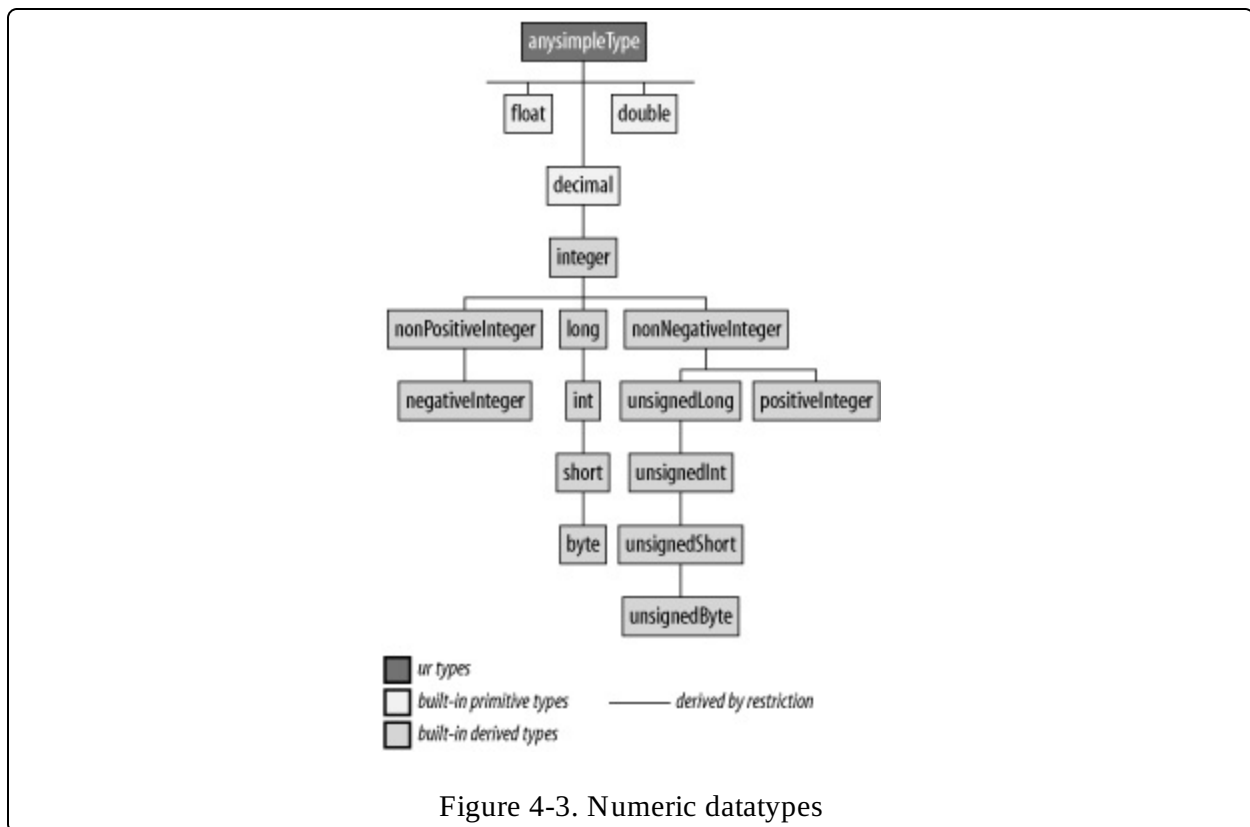 anysimpleType
float double
decimal
integer
nonPositiveInteger long nonNegativeInteger
negativeInteger int unsignedLong positiveInteger
short unsignedInt
byte unsignedShort
unsignedByte
ur types
built-in primitive types derived by restriction
built-in derived types
Figure 4-3. Numeric datatypes